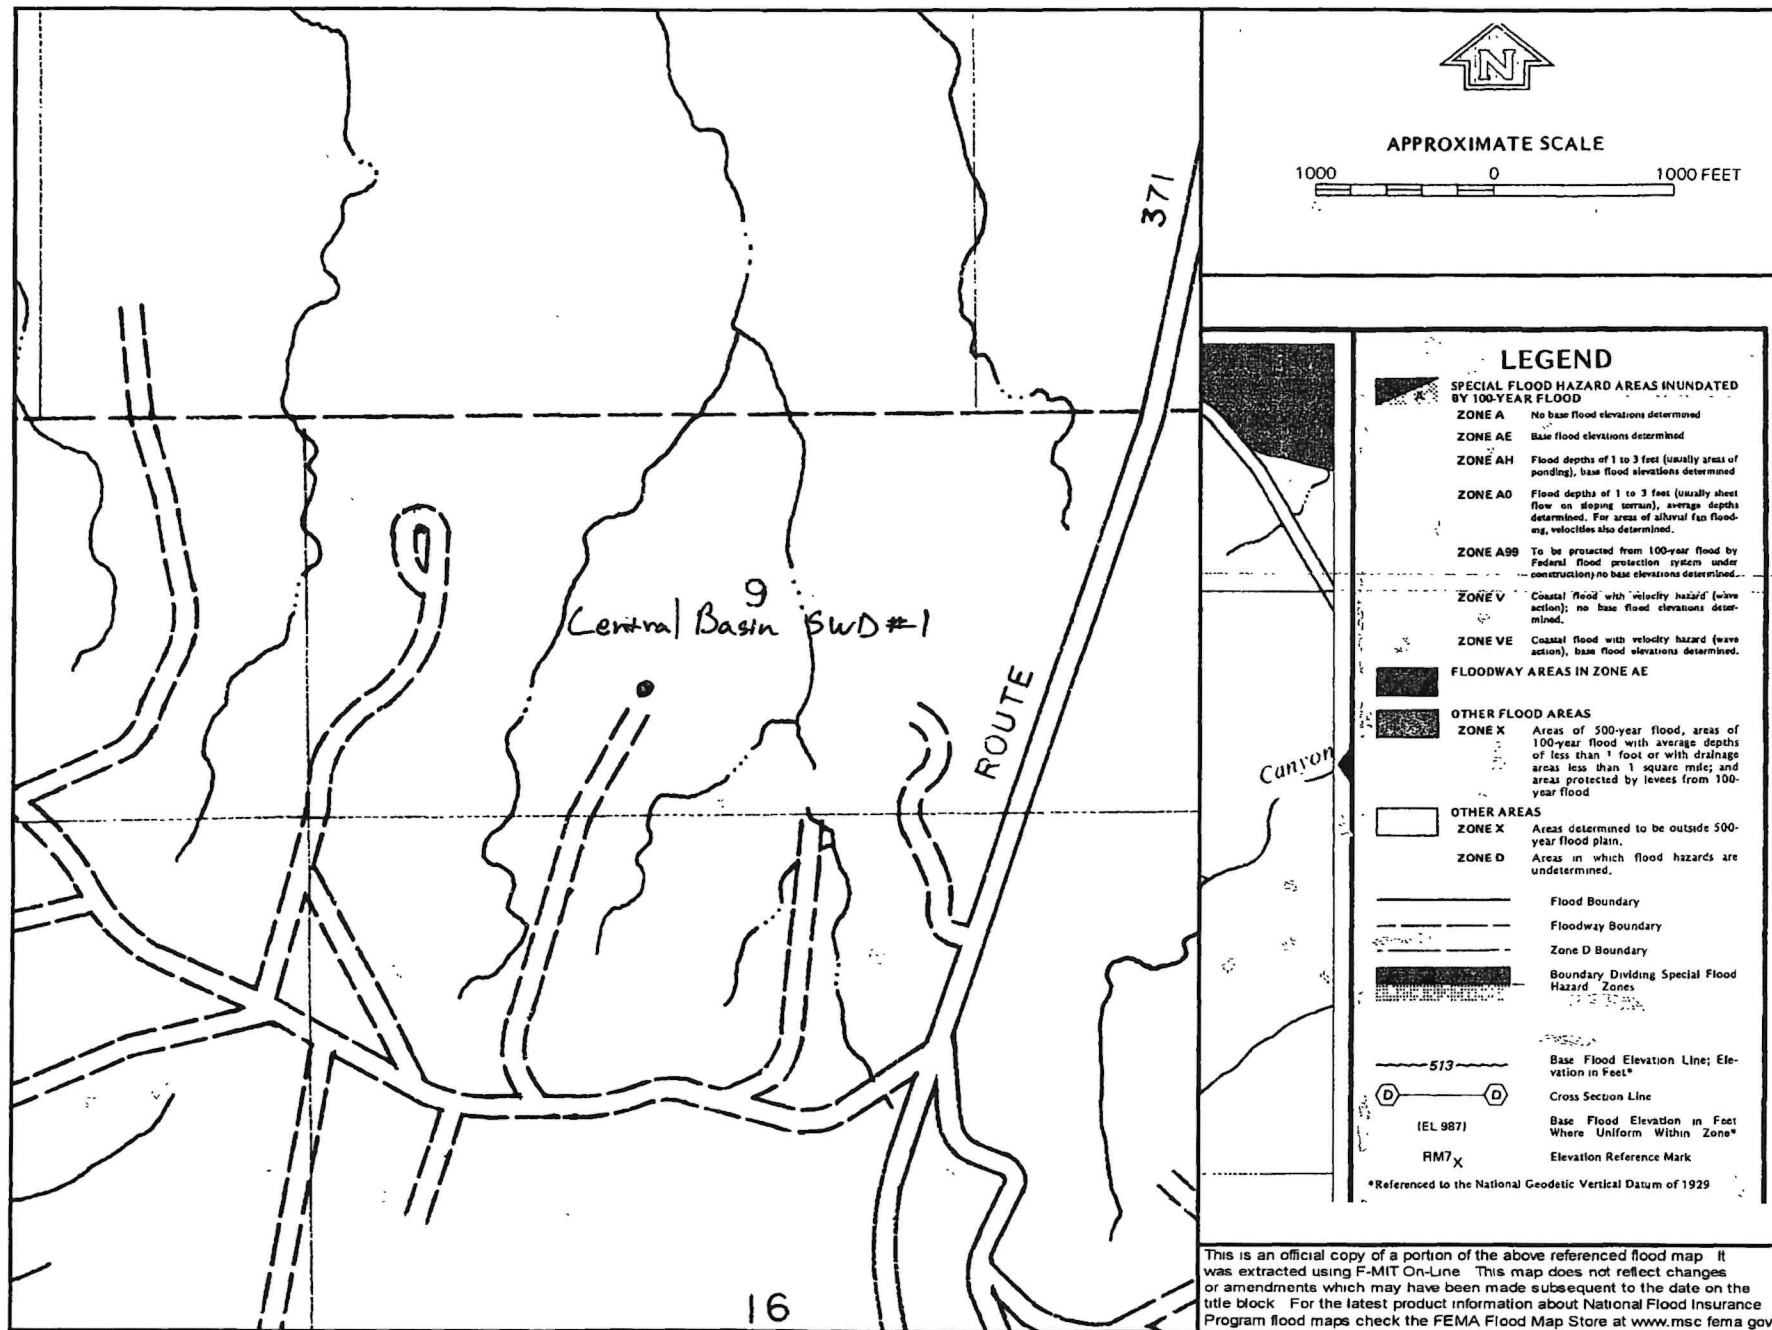 N
APPROXIMATE SCALE
1000 0 1000 FEET
371
ROUTE
9
Central Basin SWD #1
16
Canyon
LEGEND
SPECIAL FLOOD HAZARD AREAS INUNDATED
BY 100-YEAR FLOOD
ZONE A No base flood elevations determined
ZONE AE Base flood elevations determined
ZONE AH Flood depths of 1 to 3 feet (usually areas of
ponding), base flood elevations determined
ZONE AO Flood depths of 1 to 3 feet (usually sheet
flow on sloping terrain), average depths
determined. For areas of alluvial fan flood-
ing, velocities also determined.
ZONE A99 To be protected from 100-year flood by
Federal flood protection system under
construction; no base elevations determined.
ZONE V Coastal flood with velocity hazard (wave
action); no base flood elevations deter-
mined.
ZONE VE Coastal flood with velocity hazard (wave
action), base flood elevations determined.
FLOODWAY AREAS IN ZONE AE
OTHER FLOOD AREAS
ZONE X Areas of 500-year flood, areas of
100-year flood with average depths
of less than 1 foot or with drainage
areas less than 1 square mile; and
areas protected by levees from 100-
year flood
OTHER AREAS
ZONE X Areas determined to be outside 500-
year flood plain.
ZONE D Areas in which flood hazards are
undetermined.
Flood Boundary
Floodway Boundary
Zone D Boundary
Boundary Dividing Special Flood
Hazard Zones
513 Base Flood Elevation Line; Ele-
vation in Feet*
D D Cross Section Line
(EL 987) Base Flood Elevation in Feet
Where Uniform Within Zone*
RM7X Elevation Reference Mark
*Referenced to the National Geodetic Vertical Datum of 1929
This is an official copy of a portion of the above referenced flood map It
was extracted using F-MIT On-Line This map does not reflect changes
or amendments which may have been made subsequent to the date on the
title block For the latest product information about National Flood Insurance
Program flood maps check the FEMA Flood Map Store at www.msc fema gov